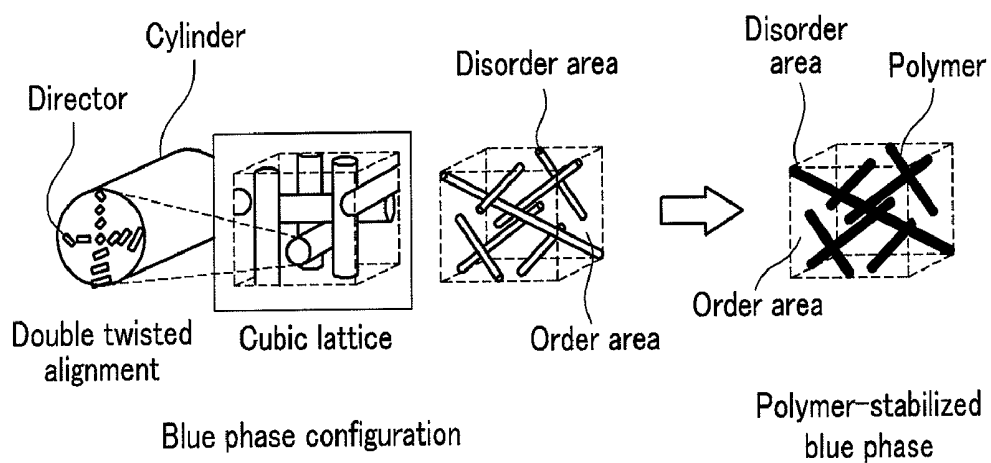 Cylinder
Director
Double twisted
alignment
Cubic lattice
Disorder area
Order area
Blue phase configuration
Disorder
area
Polymer
Order area
Polymer-stabilized
blue phase